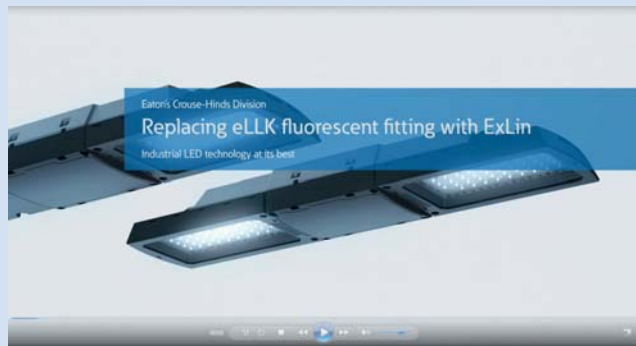 Eaton's Crouse-Hinds Division
Replacing eLLK fluorescent fitting with ExLin
Industrial LED technology at its best